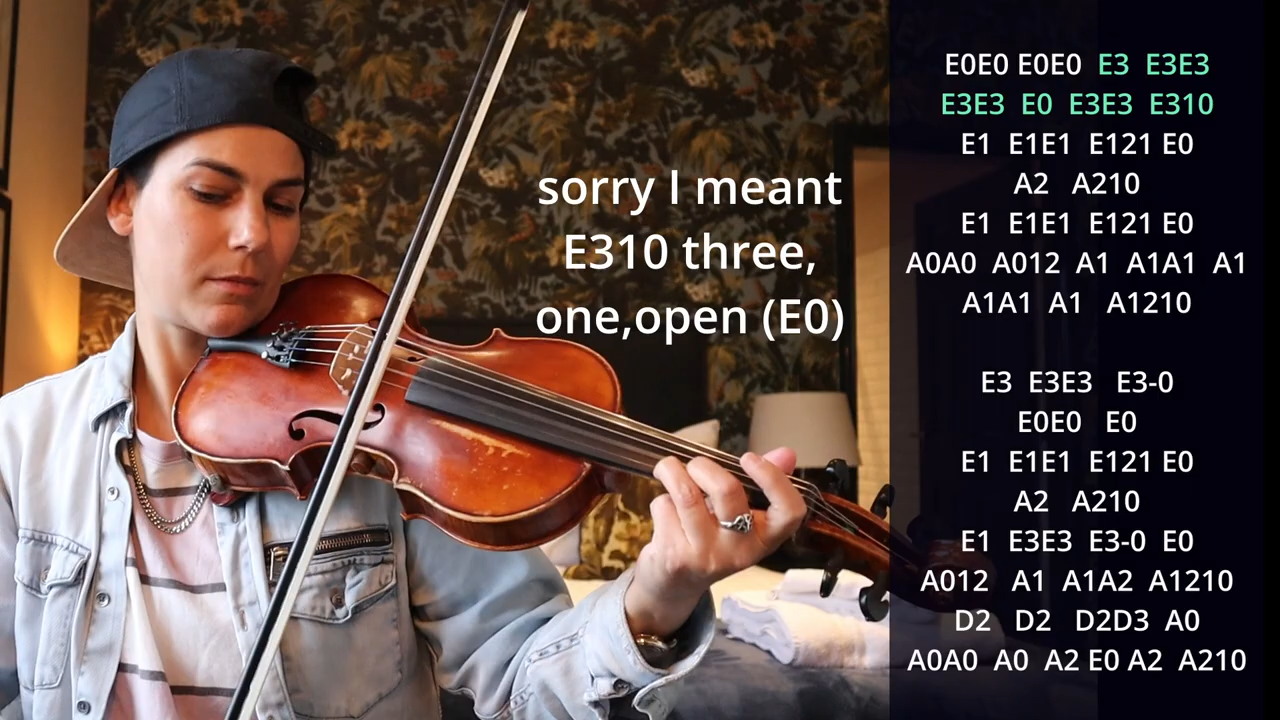 sorry I meant
E310 three,
one,open (E0)
E0E0 E0E0 E3 E3E3
E3E3 E0 E3E3 E310
E1 E1E1 E121 E0
A2 A210
E1 E1E1 E121 E0
A0A0 A012 A1 A1A1 A1
A1A1 A1 A1210
E3 E3E3 E3-0
E0E0 E0
E1 E1E1 E121 E0
A2 A210
E1 E3E3 E3-0 E0
A012 A1 A1A2 A1210
D2 D2 D2D3 A0
A0A0 A0 A2 E0 A2 A210